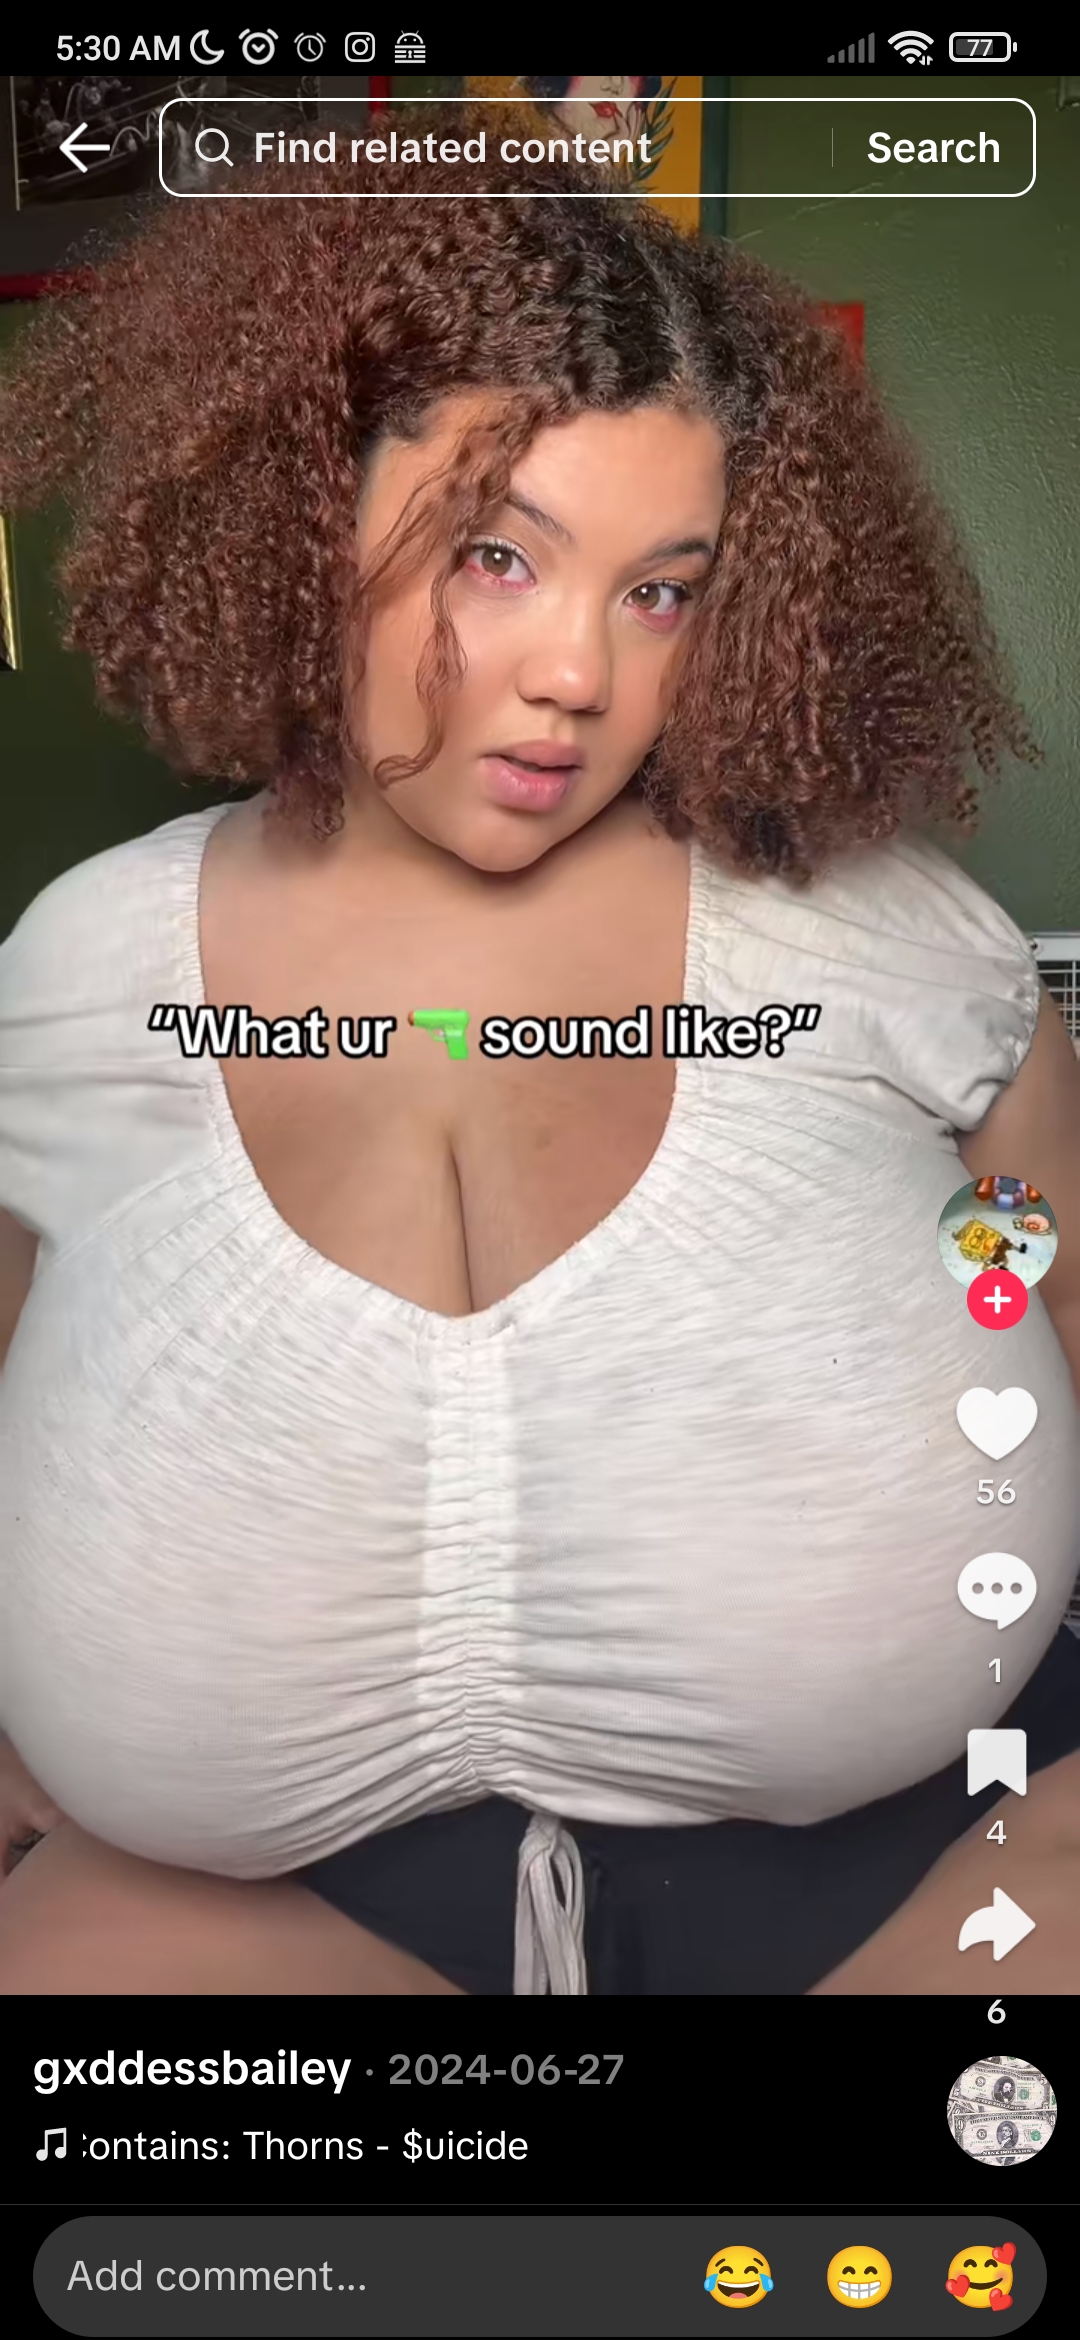 5:30 AM
77
Find related content
Search
"What ur 🔫 sound like?"
56
1
4
6
gxddessbailey · 2024-06-27
ontains: Thorns - $uicide
Add comment...